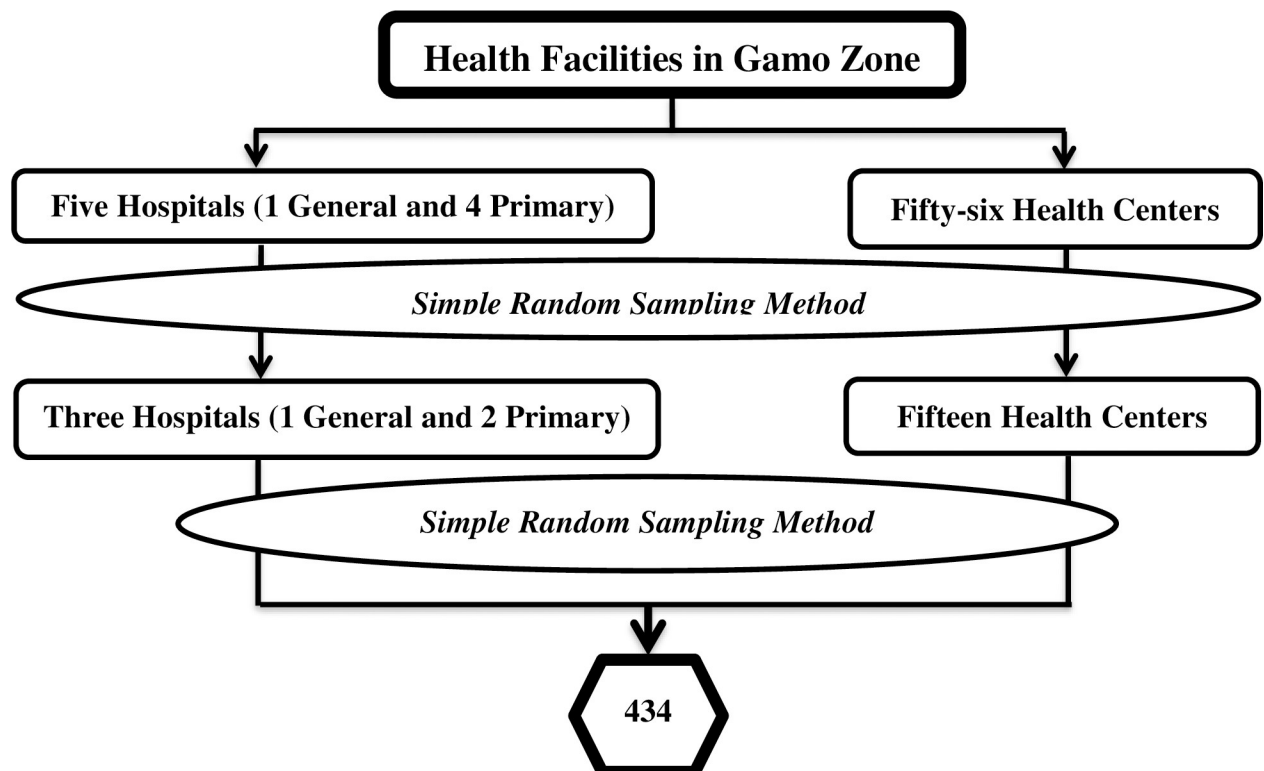 Health Facilities in Gamo Zone
Five Hospitals (1 General and 4 Primary)
Fifty-six Health Centers
Simple Random Sampling Method
Three Hospitals (1 General and 2 Primary)
Fifteen Health Centers
Simple Random Sampling Method
434